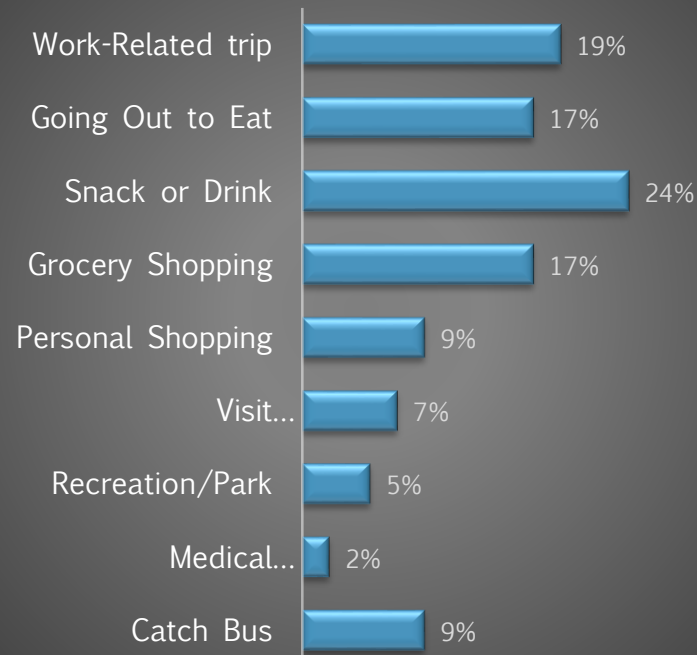 Work-Related trip 19%
Going Out to Eat 17%
Snack or Drink 24%
Grocery Shopping 17%
Personal Shopping 9%
Visit... 7%
Recreation/Park 5%
Medical... 2%
Catch Bus 9%